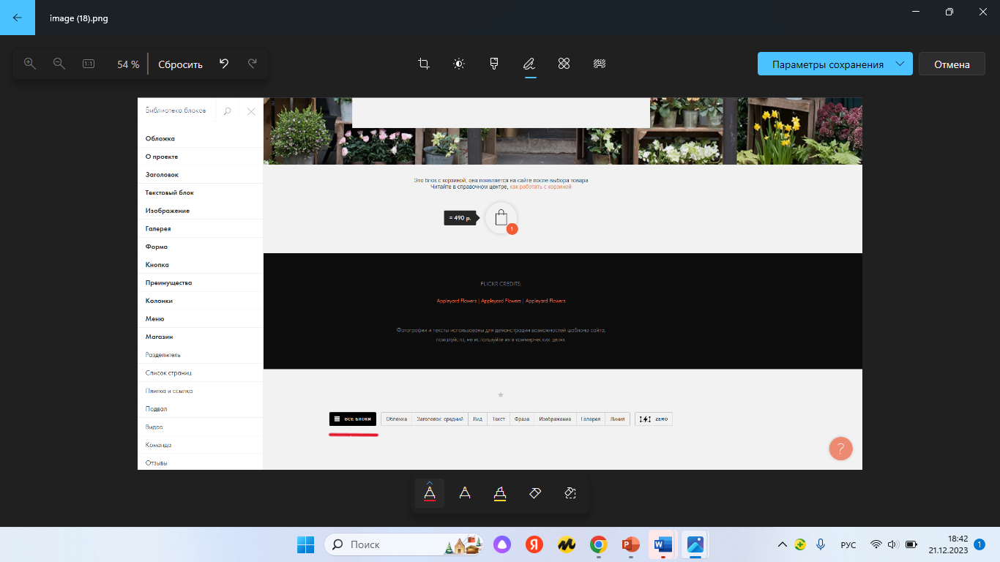 image (18).png
54 %
Сбросить
Параметры сохранения
Отмена
Библиотека блоков
Обложка
О проекте
Заголовок
Текстовый блок
Изображение
Галерея
Форма
Кнопка
Преимущества
Колонки
Меню
Магазин
Разделитель
Список страниц
Плитка и ссылка
Подвал
Видео
Команда
Отзывы
Это блок с корзиной, она появляется на сайте после выбора товара
Читайте в справочном центре, как работать с корзиной
= 490 р.
1
FLICKR CREDITS:
Appleyard Flowers | Appleyard Flowers | Appleyard Flowers
Фотографии и тексты использованы для демонстрации возможностей шаблона сайта,
пожалуйста, не используйте их в коммерческих целях.
ВСЕ БЛОКИ
Обложка
Заголовок: средний
Лид
Текст
Фраза
Изображение
Галерея
Линия
ZERO
?
Поиск
РУС
18:42
21.12.2023
1